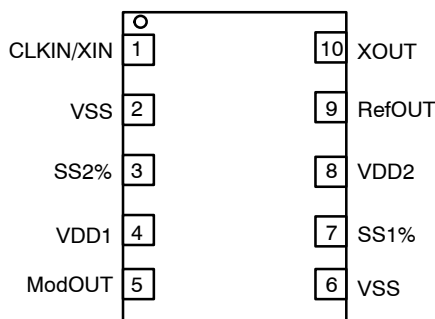 CLKIN/XIN 1 10 XOUT
VSS 2 9 RefOUT
SS2% 3 8 VDD2
VDD1 4 7 SS1%
ModOUT 5 6 VSS